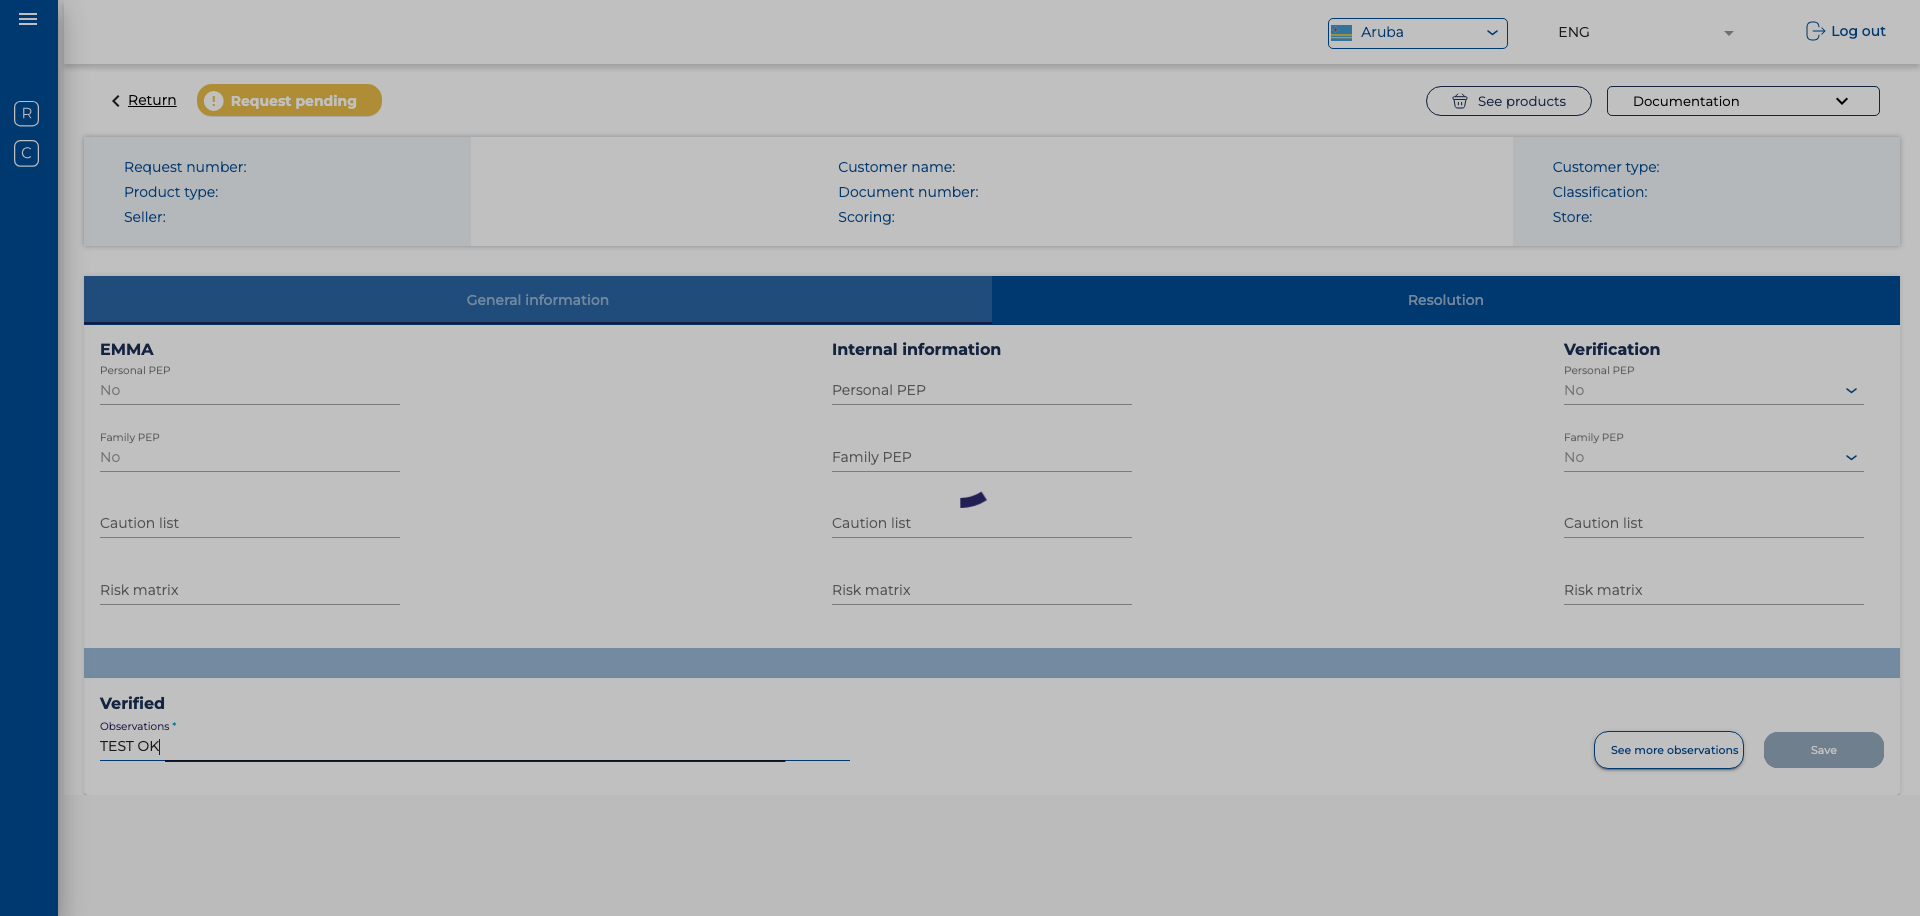 Aruba
ENG
Log out
R
C
Return
Request pending
See products
Documentation
Request number:
Product type:
Seller:
Customer name:
Document number:
Scoring:
Customer type:
Classification:
Store:
General information
Resolution
EMMA
Personal PEP
No
Family PEP
No
Caution list
Risk matrix
Internal information
Personal PEP
Family PEP
Caution list
Risk matrix
Verification
Personal PEP
No
Family PEP
No
Caution list
Risk matrix
Verified
Observations *
TEST OK
See more observations
Save